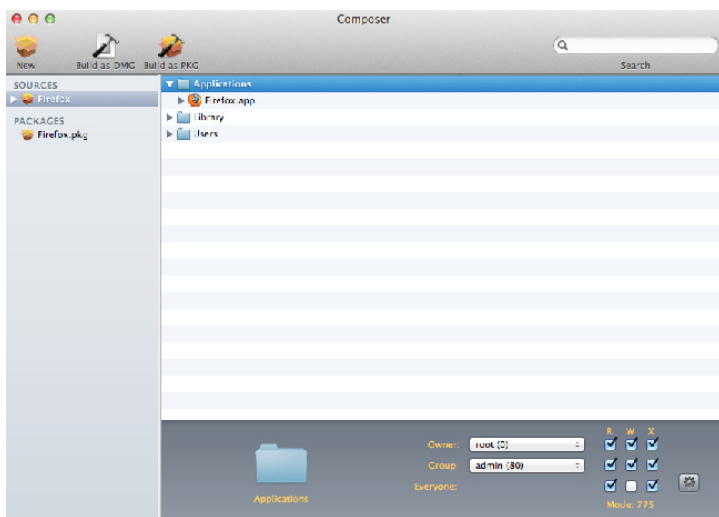 Composer
New
Build as DMG
Build as PKG
Search
SOURCES
Firefox
PACKAGES
Firefox.pkg
Applications
Firefox.app
Library
Users
R W X
Owner: root (0)
Group: admin (80)
Everyone:
Applications
Mode: 775